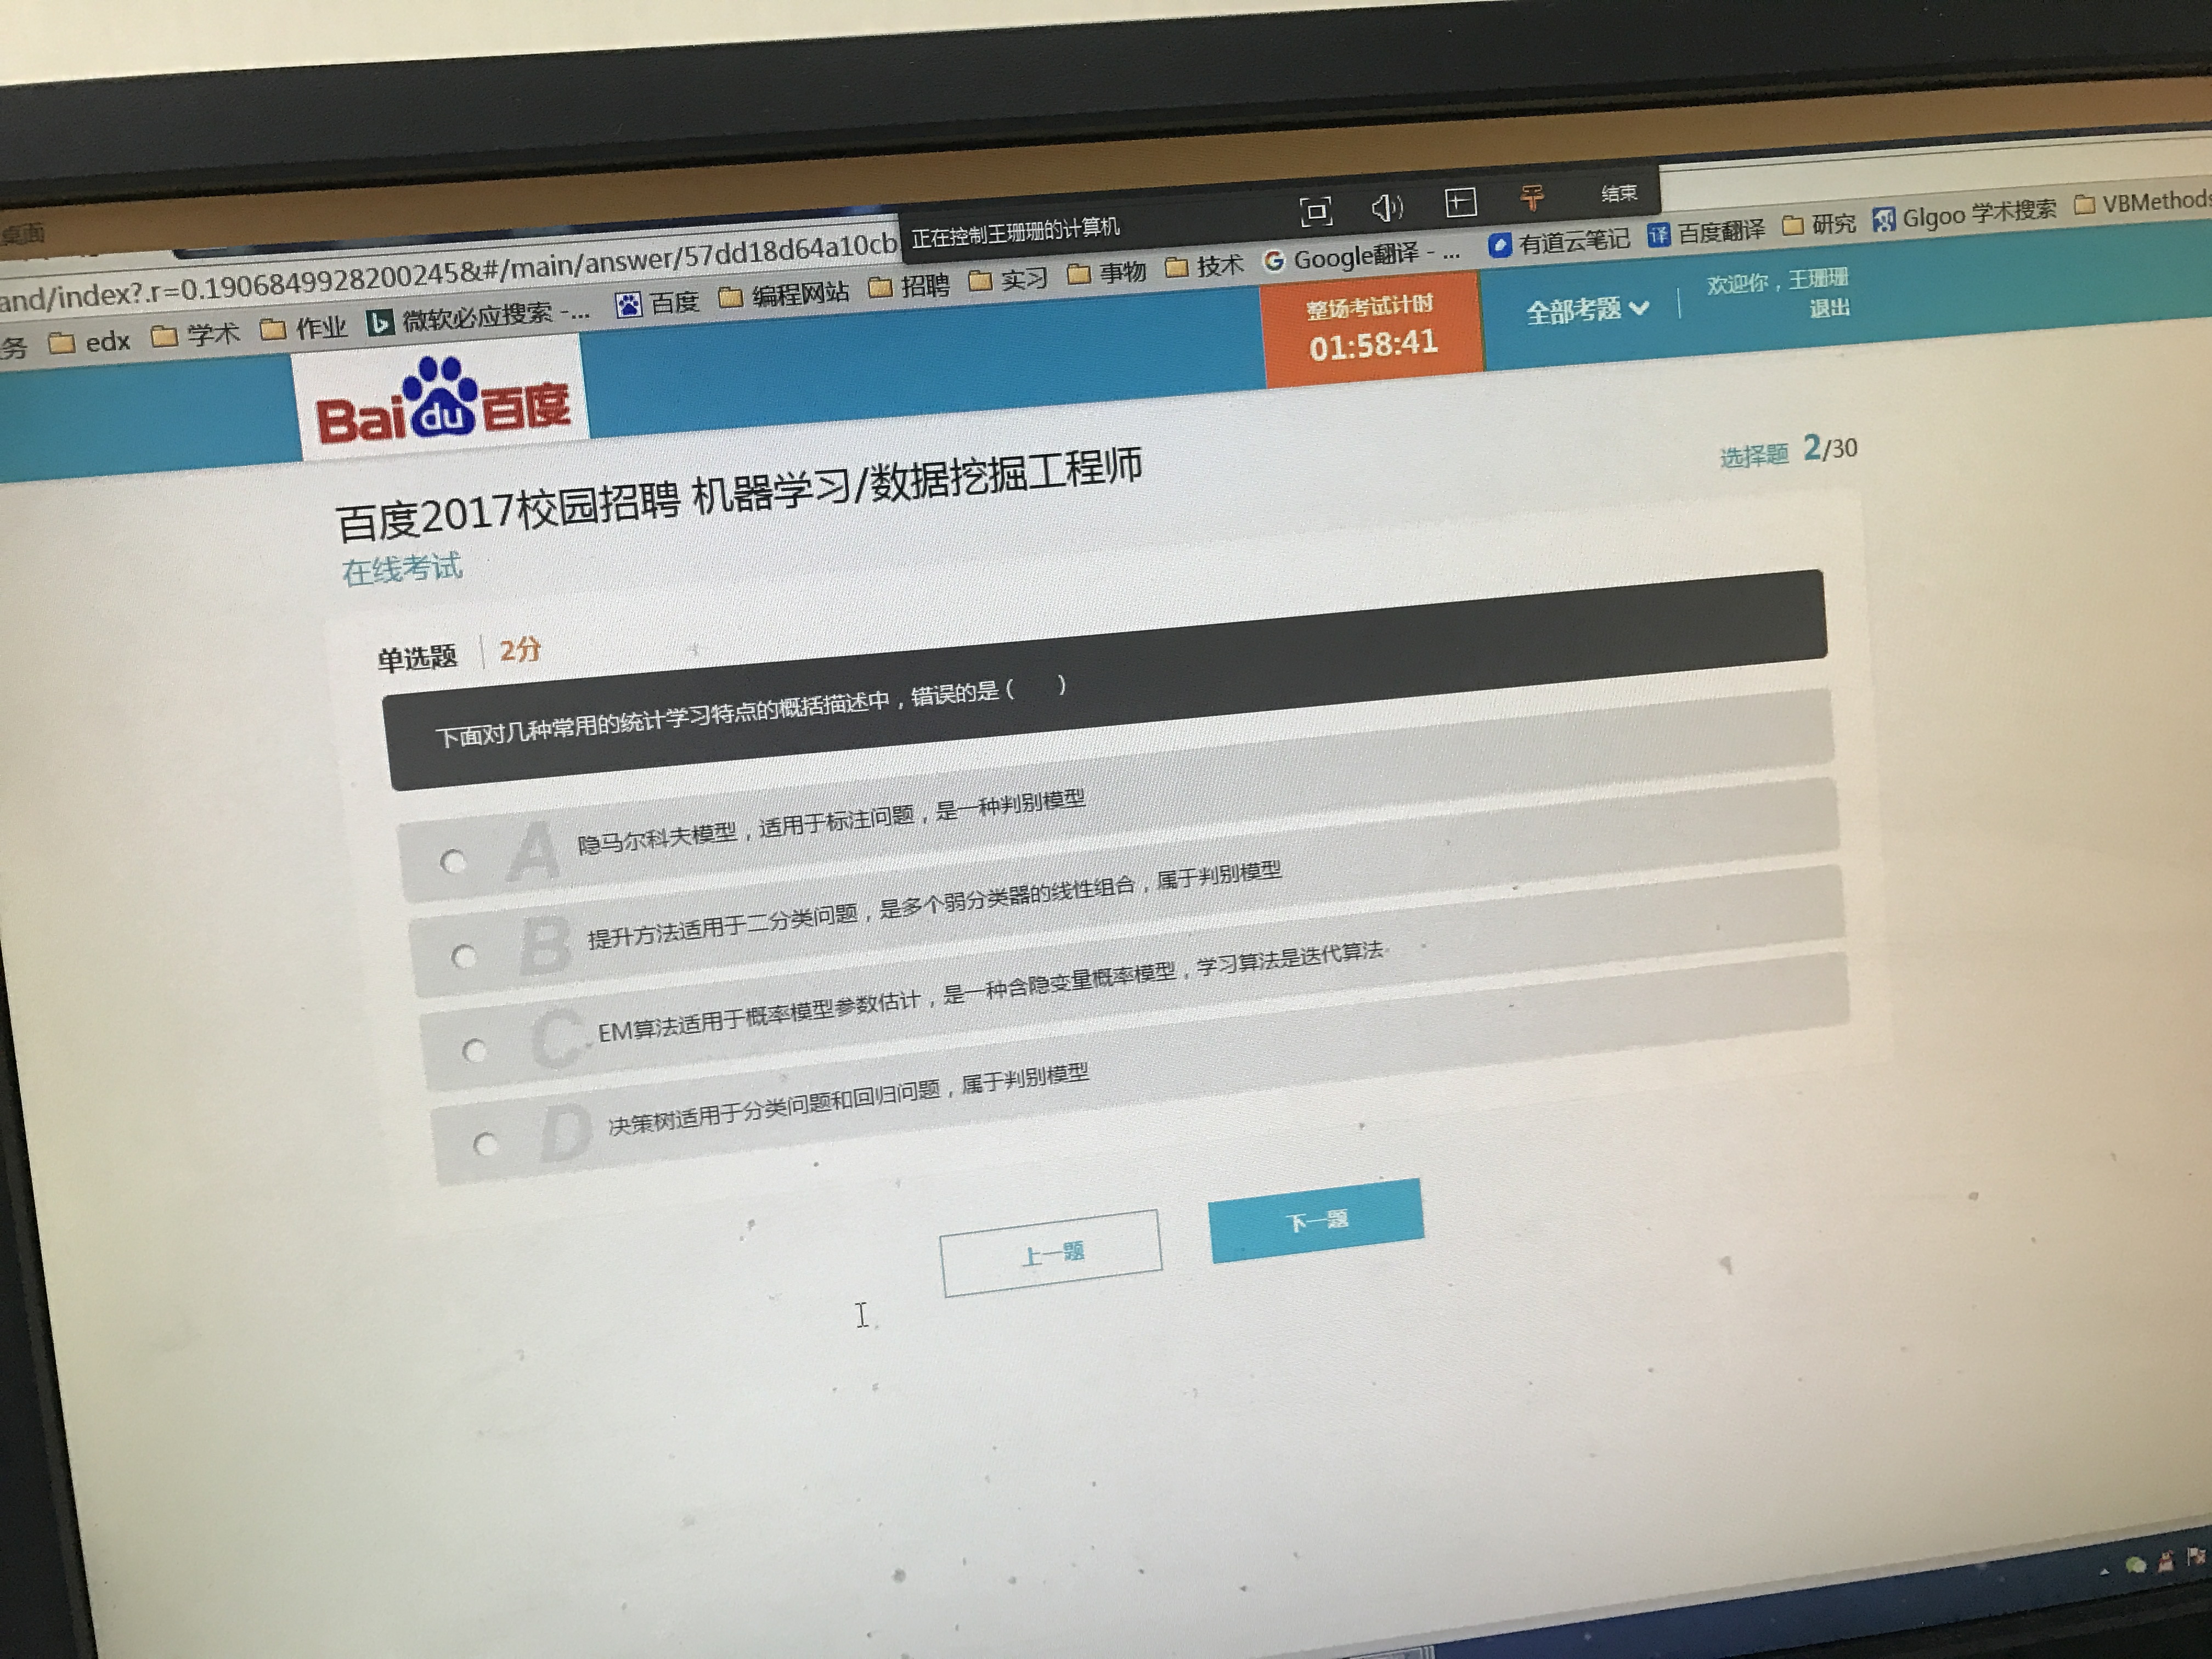 桌面
正在控制王珊珊的计算机
结束
and/index?.r=0.19068499282002458&#/main/answer/57dd18d64a10cb
务 edx 学术 作业 微软必应搜索 -... 百度 编程网站 招聘 实习 事物 技术 Google翻译 - ... 有道云笔记 译 百度翻译 研究 Glgoo 学术搜索 VBMethods
Baidu百度
整场考试计时
01:58:41
全部考题
欢迎你，王珊珊
退出
百度2017校园招聘 机器学习/数据挖掘工程师
选择题 2/30
在线考试
单选题 2分
下面对几种常用的统计学习特点的概括描述中，错误的是（ ）
A 隐马尔科夫模型，适用于标注问题，是一种判别模型
B 提升方法适用于二分类问题，是多个弱分类器的线性组合，属于判别模型
C EM算法适用于概率模型参数估计，是一种含隐变量概率模型，学习算法是迭代算法
D 决策树适用于分类问题和回归问题，属于判别模型
上一题 下一题